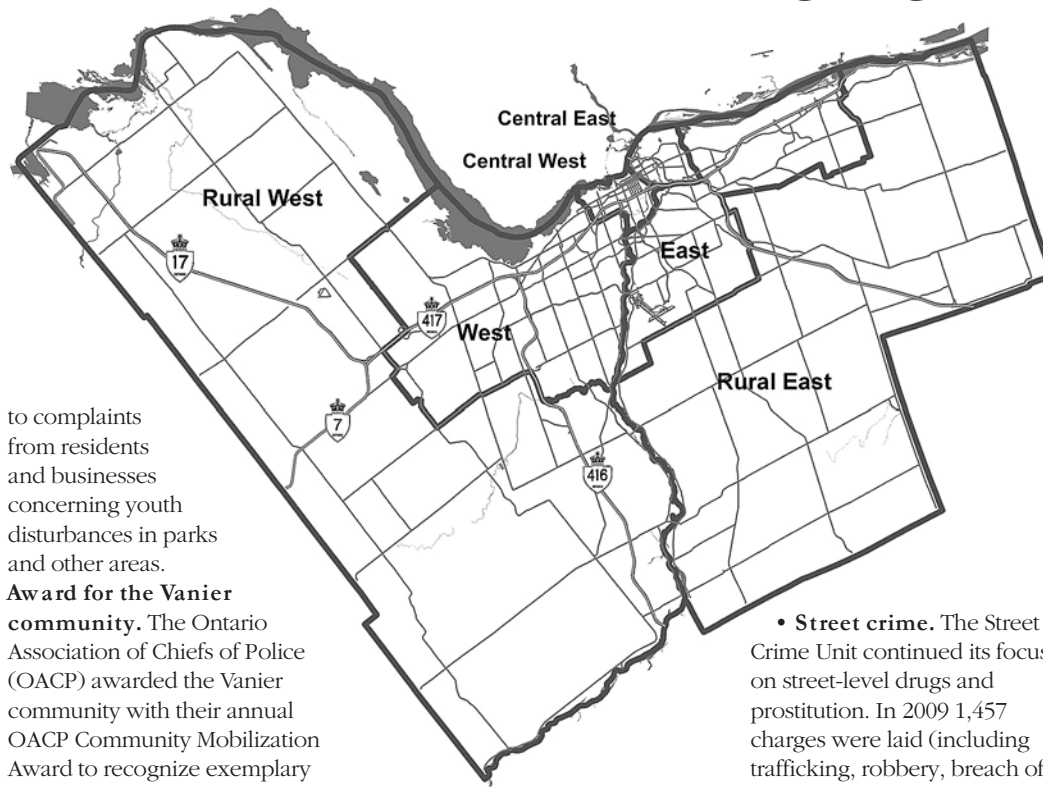 Central East
Central West
Rural West
17
East
417
West
Rural East
7
416
to complaints
from residents
and businesses
concerning youth
disturbances in parks
and other areas.
Award for the Vanier
community. The Ontario
Association of Chiefs of Police
(OACP) awarded the Vanier
community with their annual
OACP Community Mobilization
Award to recognize exemplary
• Street crime. The Street
Crime Unit continued its focus
on street-level drugs and
prostitution. In 2009 1,457
charges were laid (including
trafficking, robbery, breach of